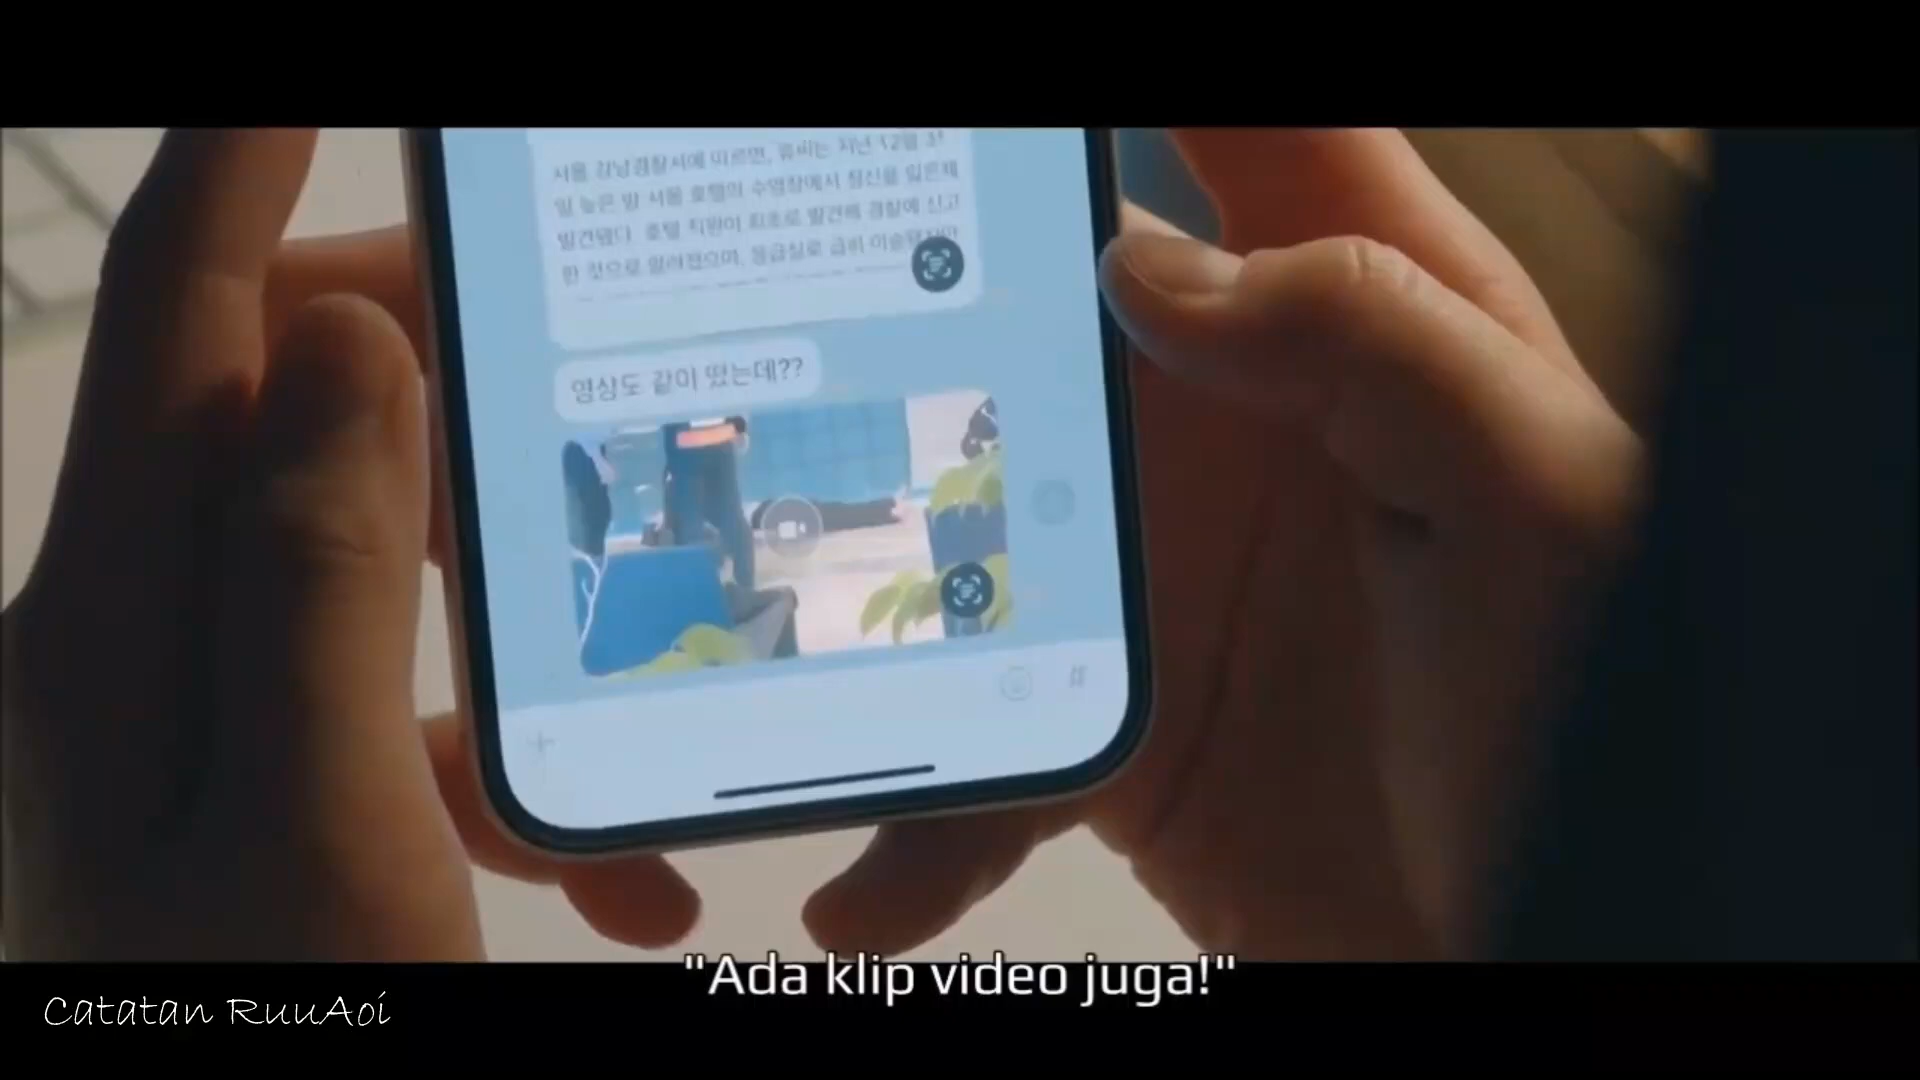 서울 강남경찰서에 따르면, 유씨는 지난 12월 31
일 늦은 밤 서울 호텔의 수영장에서 정신을 잃은채
발견됐다. 호텔 직원이 최초로 발견해 경찰에 신고
한 것으로 알려졌으며, 응급실로 급히 이송됐지만
영상도 같이 떴는데??
#
"Ada klip video juga!"
Catatan RuuAoi